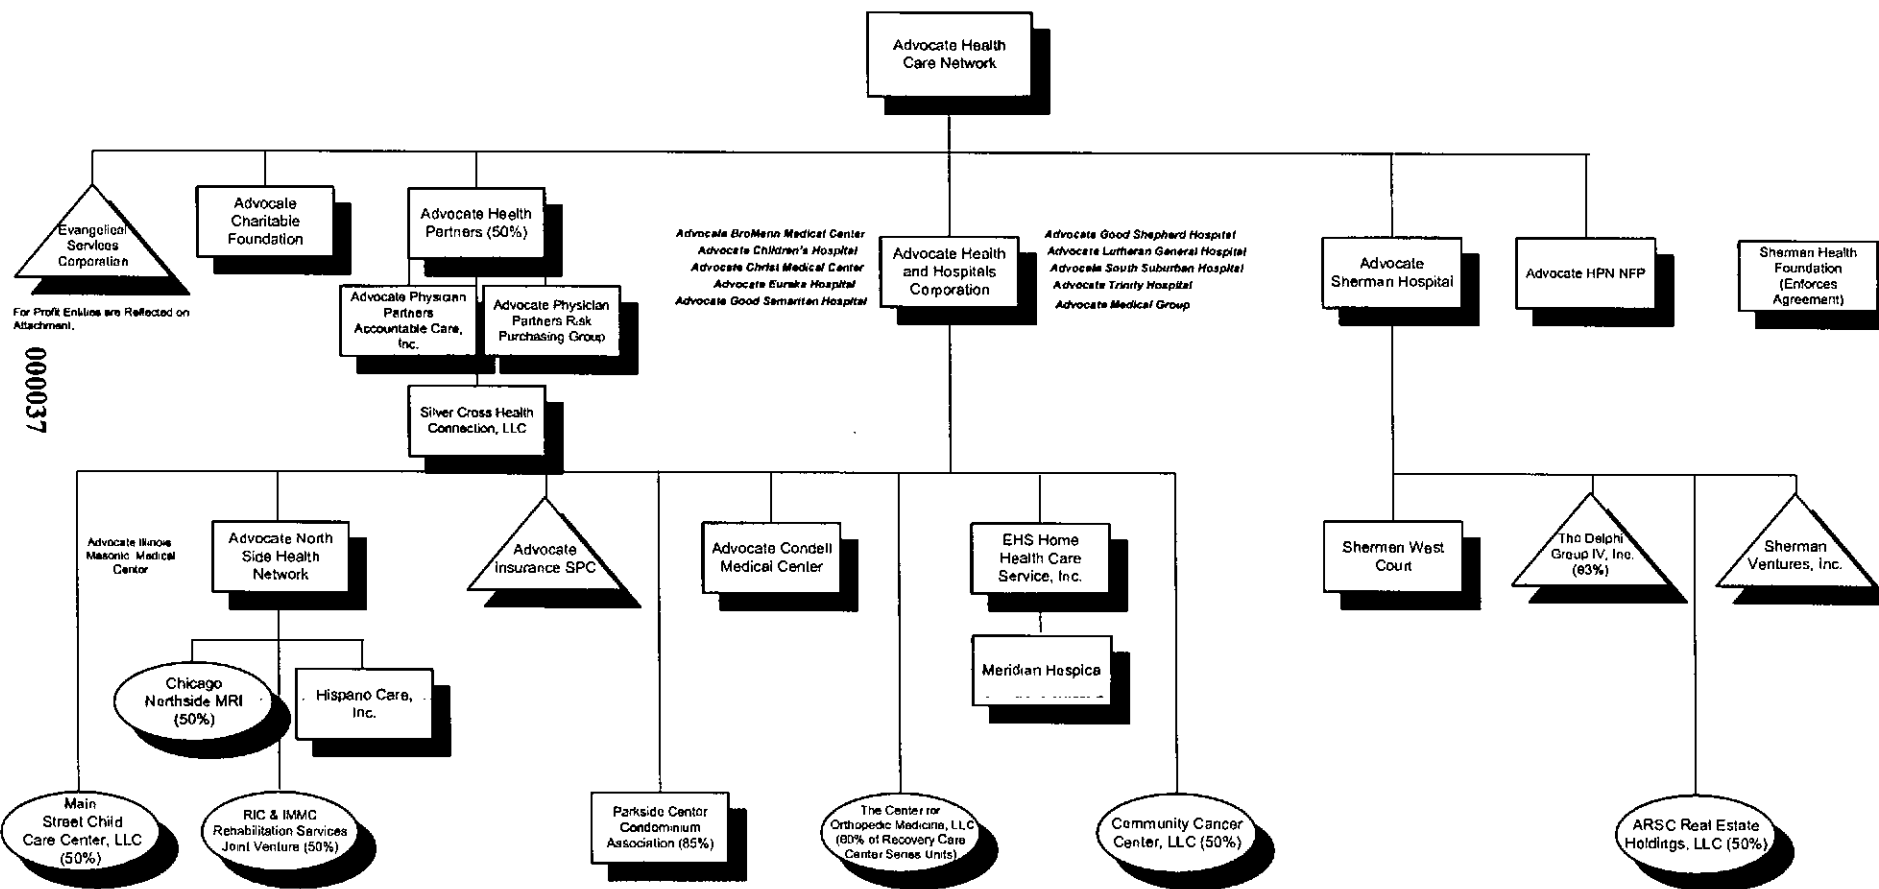 Advocate Health
Care Network
Evangelical
Services
Corporation
For Profit Entities are Reflected on
Attachment.
000037
Advocate
Charitable
Foundation
Advocate Health
Partners (50%)
Advocate Physician
Partners
Accountable Care,
Inc.
Advocate Physician
Partners Risk
Purchasing Group
Silver Cross Health
Connection, LLC
Advocate BroMenn Medical Center
Advocate Children's Hospital
Advocate Christ Medical Center
Advocate Eureka Hospital
Advocate Good Samaritan Hospital
Advocate Health
and Hospitals
Corporation
Advocate Good Shepherd Hospital
Advocate Lutheran General Hospital
Advocate South Suburban Hospital
Advocate Trinity Hospital
Advocate Medical Group
Advocate
Sherman Hospital
Advocate HPN NFP
Sherman Health
Foundation
(Enforces
Agreement)
Advocate Illinois
Masonic Medical
Center
Advocate North
Side Health
Network
Advocate
Insurance SPC
Advocate Condell
Medical Center
EHS Home
Health Care
Service, Inc.
Meridian Hospice
Sherman West
Court
The Delphi
Group IV, Inc.
(83%)
Sherman
Ventures, Inc.
Chicago
Northside MRI
(50%)
Hispano Care,
Inc.
Main
Street Child
Care Center, LLC
(50%)
RIC & IMMC
Rehabilitation Services
Joint Venture (50%)
Parkside Center
Condominium
Association (85%)
The Center for
Orthopedic Medicine, LLC
(60% of Recovery Care
Center Series Units)
Community Cancer
Center, LLC (50%)
ARSC Real Estate
Holdings, LLC (50%)